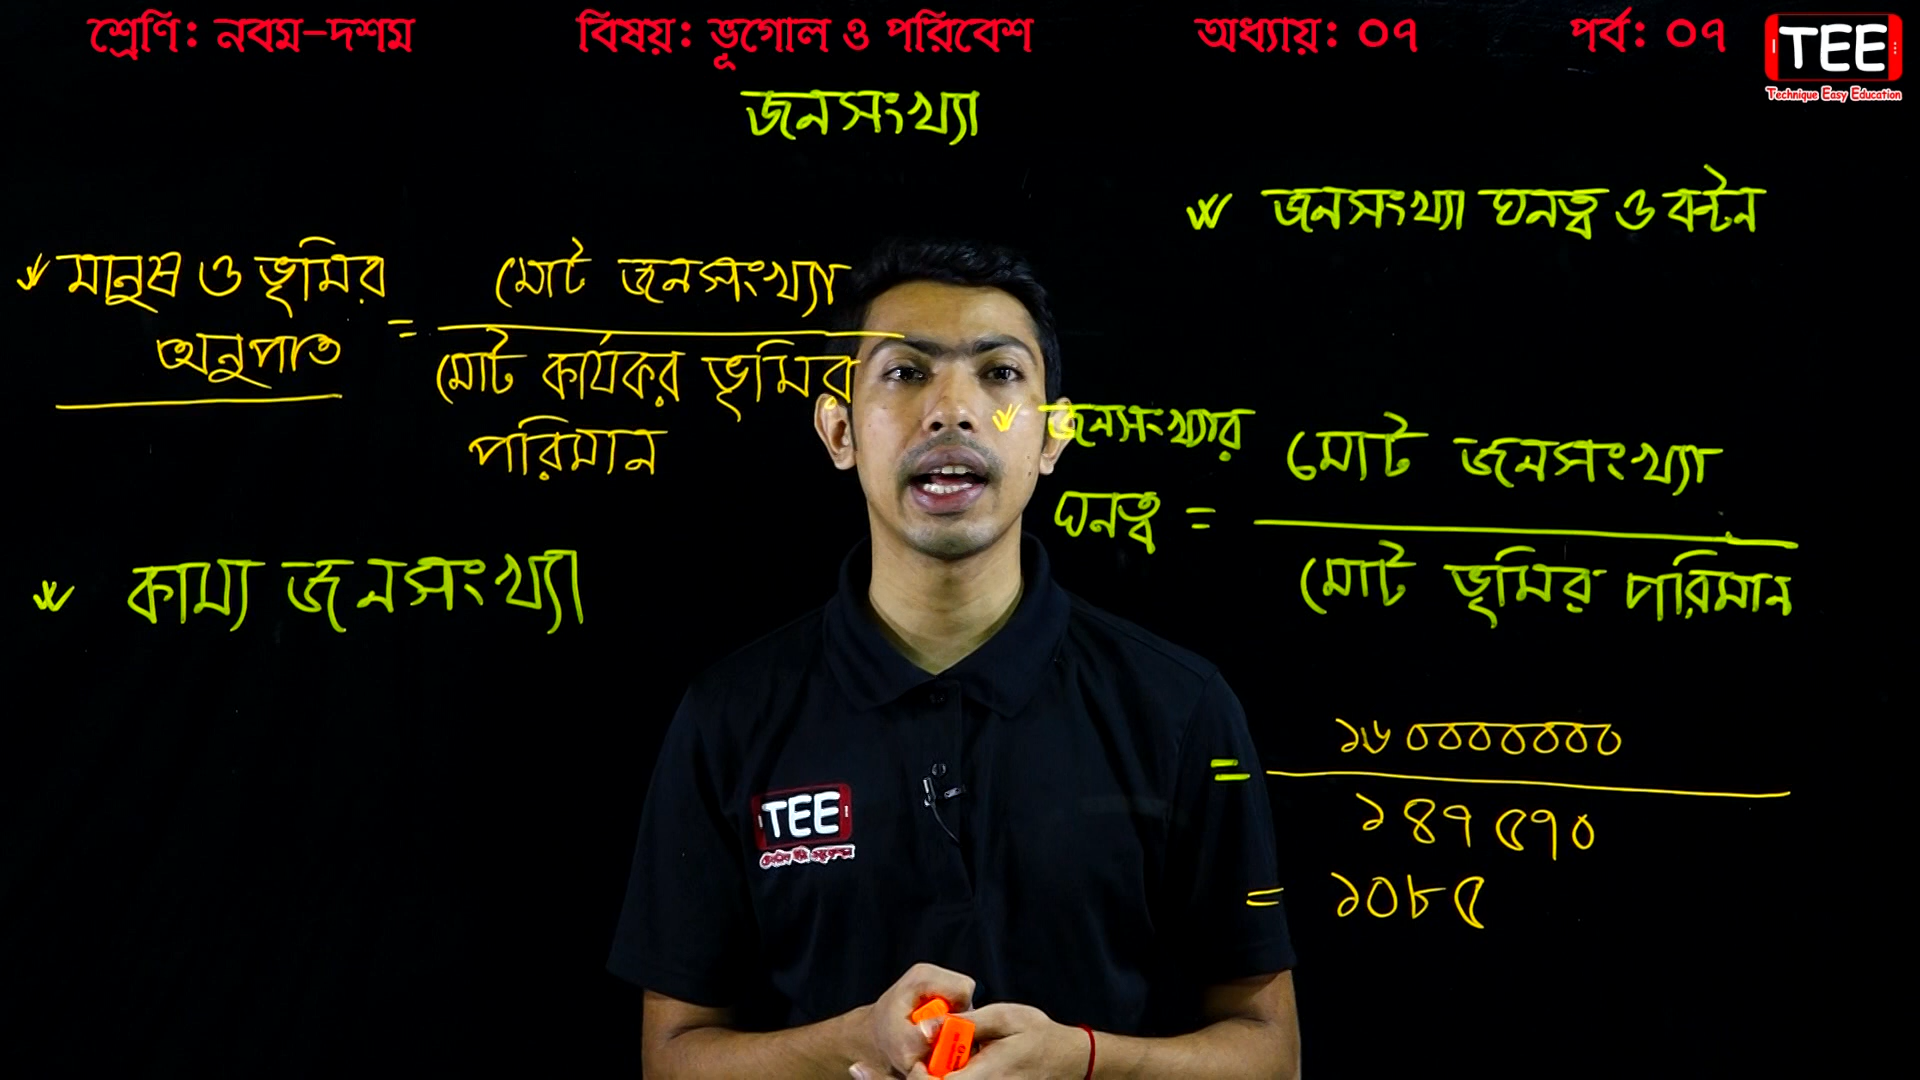 শ্রেণি: নবম-দশম
বিষয়: ভূগোল ও পরিবেশ
অধ্যায়: ০৭
পর্ব: ০৭
TEE
Technique Easy Education
জনসংখ্যা
জনসংখ্যা ঘনত্ব ও বন্টন
মানুষ ও ভূমির অনুপাত = মোট জনসংখ্যা
মোট কার্যকর ভূমির
পরিমান
জনসংখ্যার
ঘনত্ব = মোট জনসংখ্যা
মোট ভূমির পরিমান
কাম্য জনসংখ্যা
= ১৬০০০০০০০
১৪৭৫৭০
= ১০৮৫
TEE